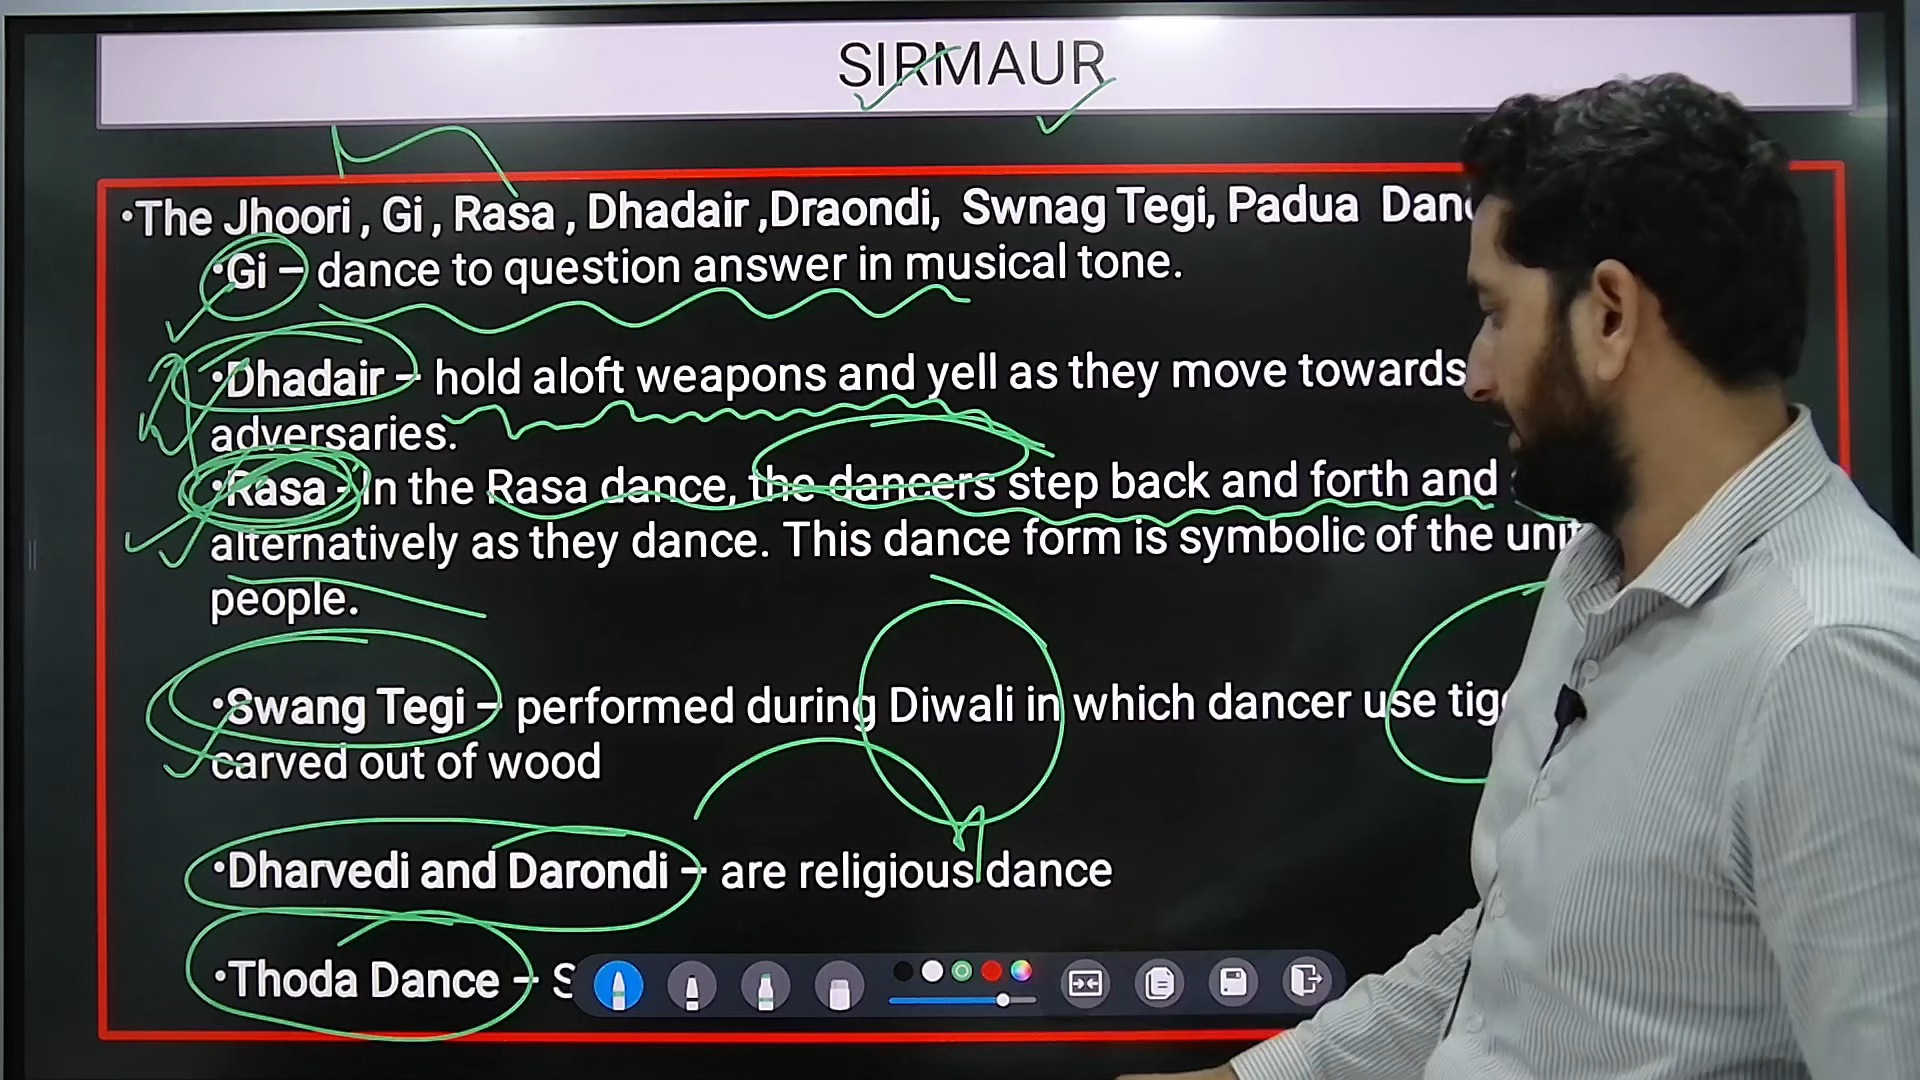 SIRMAUR
•The Jhoori , Gi , Rasa , Dhadair ,Draondi, Swnag Tegi, Padua
•Gi – dance to question answer in musical tone.
•Dhadair – hold aloft weapons and yell as they move towards
adversaries.
•Rasa - In the Rasa dance, the dancers step back and forth and
alternatively as they dance. This dance form is symbolic of the
people.
•Swang Tegi – performed during Diwali in which dancer use
carved out of wood
•Dharvedi and Darondi – are religious dance
•Thoda Dance –